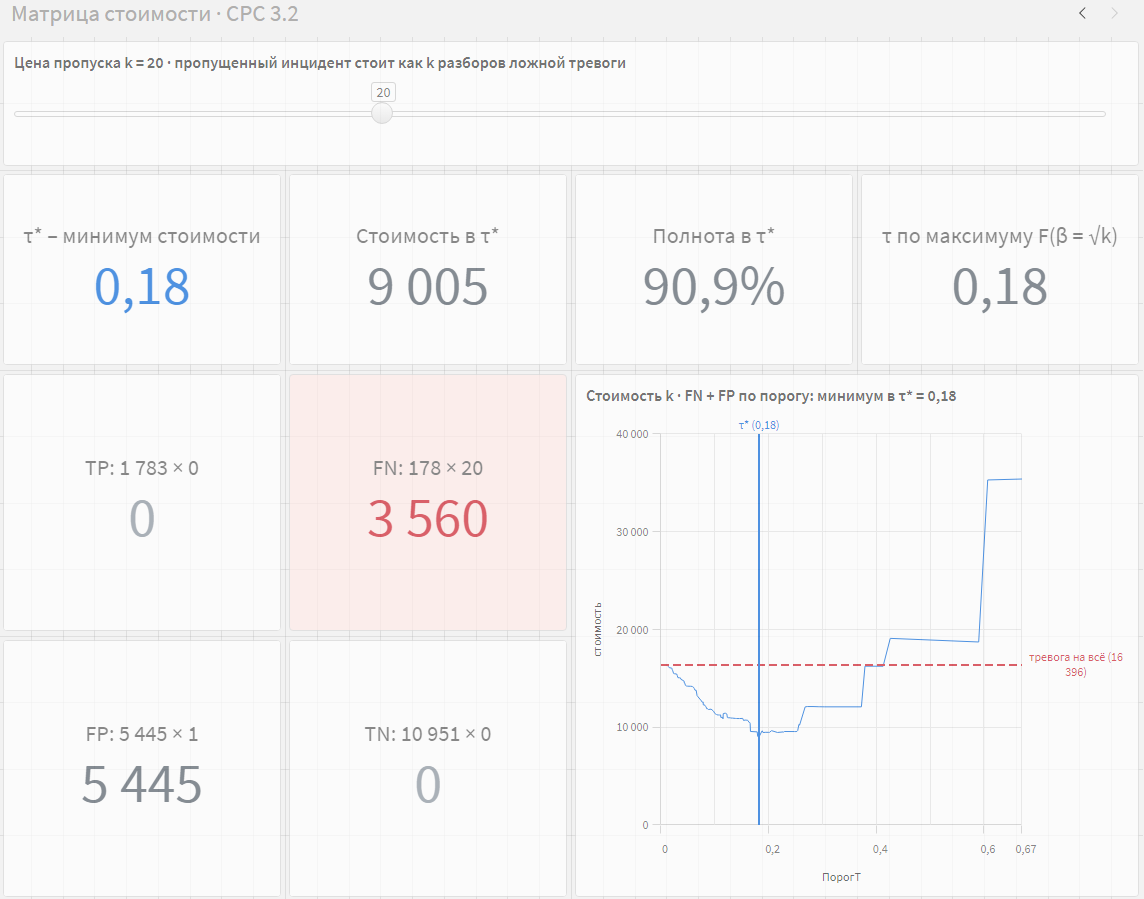 Матрица стоимости · CPC 3.2
Цена пропуска k = 20 · пропущенный инцидент стоит как k разборов ложной тревоги
20
τ* – минимум стоимости
0,18
Стоимость в τ*
9 005
Полнота в τ*
90,9%
τ по максимуму F(β = √k)
0,18
TP: 1 783 × 0
0
FN: 178 × 20
3 560
FP: 5 445 × 1
5 445
TN: 10 951 × 0
0
Стоимость k · FN + FP по порогу: минимум в τ* = 0,18
τ* (0,18)
40 000
30 000
20 000
10 000
0
стоимость
тревога на всё (16
396)
0
0,2
0,4
0,6
0,67
ПорогТ